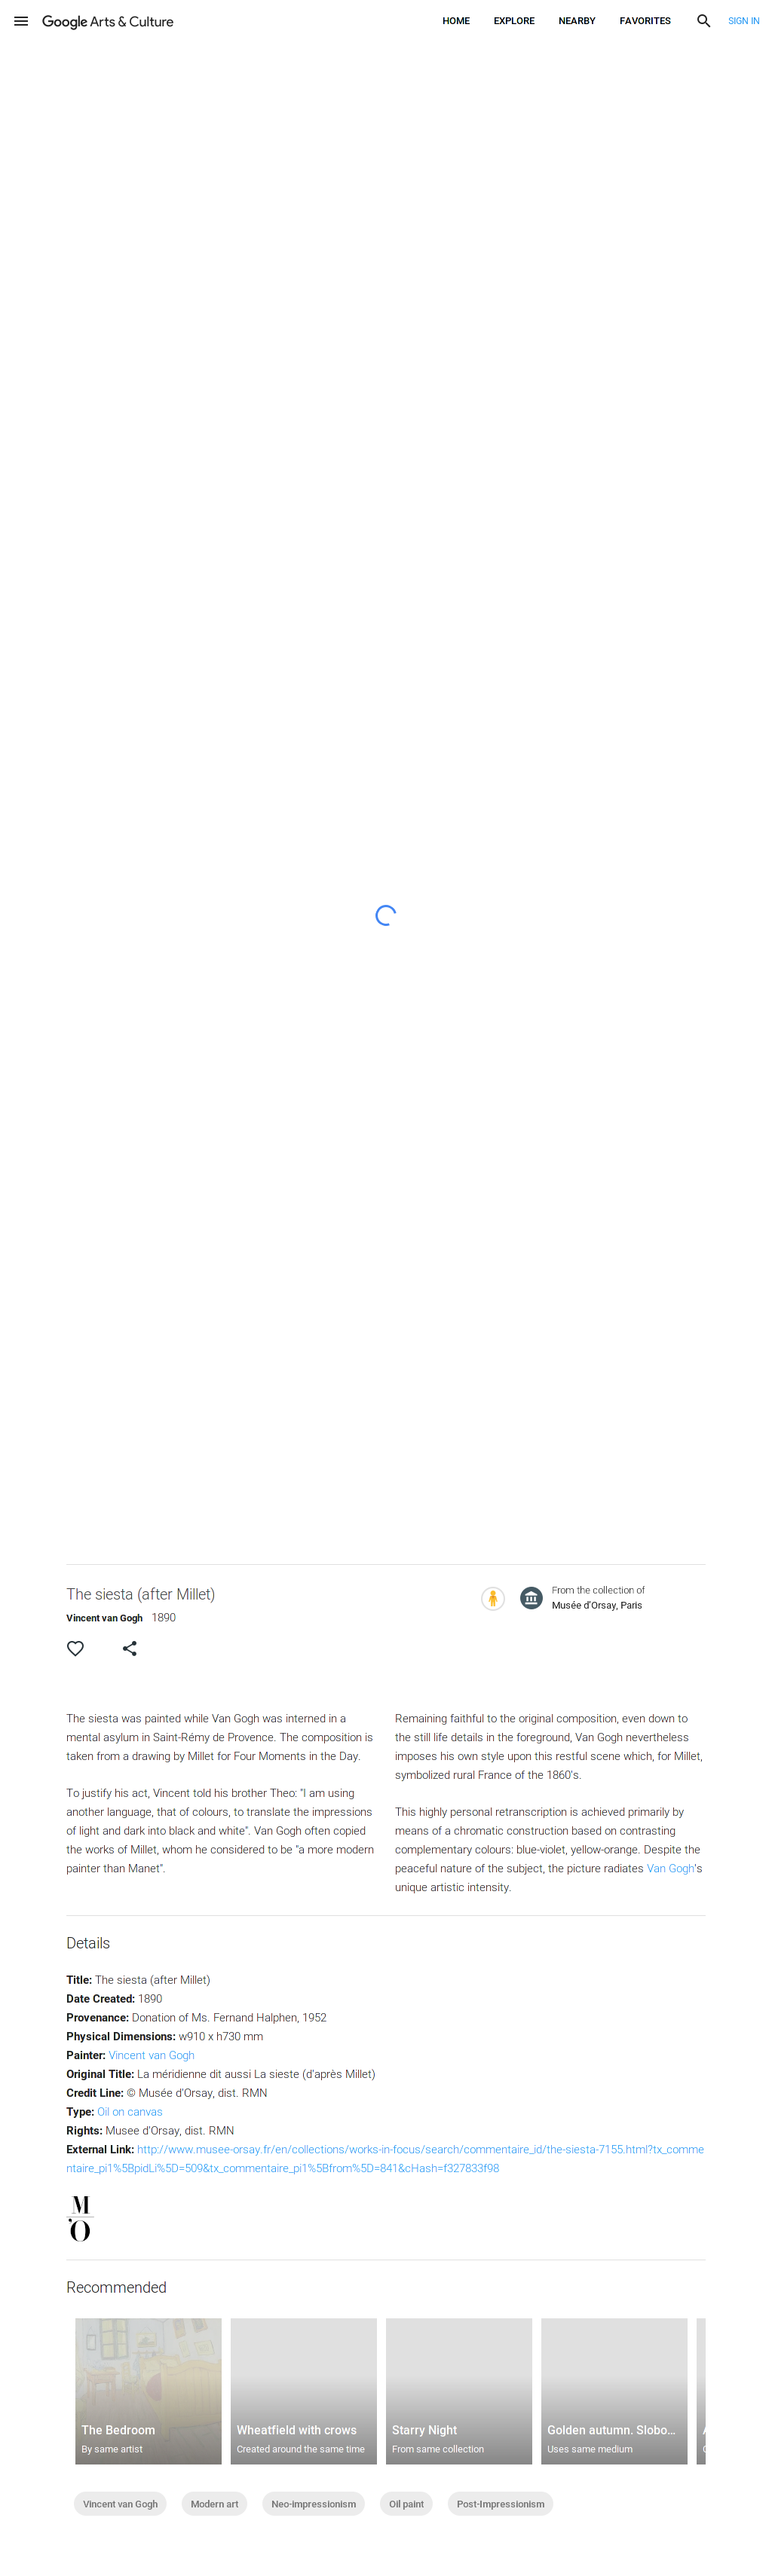 Google Arts & Culture
HOME
EXPLORE
NEARBY
FAVORITES
SIGN IN
The siesta (after Millet)
Vincent van Gogh 1890
From the collection of
Musée d'Orsay, Paris
The siesta was painted while Van Gogh was interned in a
mental asylum in Saint-Rémy de Provence. The composition is
taken from a drawing by Millet for Four Moments in the Day.
To justify his act, Vincent told his brother Theo: "I am using
another language, that of colours, to translate the impressions
of light and dark into black and white". Van Gogh often copied
the works of Millet, whom he considered to be "a more modern
painter than Manet".
Remaining faithful to the original composition, even down to
the still life details in the foreground, Van Gogh nevertheless
imposes his own style upon this restful scene which, for Millet,
symbolized rural France of the 1860's.
This highly personal retranscription is achieved primarily by
means of a chromatic construction based on contrasting
complementary colours: blue-violet, yellow-orange. Despite the
peaceful nature of the subject, the picture radiates Van Gogh's
unique artistic intensity.
Details
Title: The siesta (after Millet)
Date Created: 1890
Provenance: Donation of Ms. Fernand Halphen, 1952
Physical Dimensions: w910 x h730 mm
Painter: Vincent van Gogh
Original Title: La méridienne dit aussi La sieste (d'après Millet)
Credit Line: © Musée d'Orsay, dist. RMN
Type: Oil on canvas
Rights: Musee d'Orsay, dist. RMN
External Link: http://www.musee-orsay.fr/en/collections/works-in-focus/search/commentaire_id/the-siesta-7155.html?tx_comme
ntaire_pi1%5BpidLi%5D=509&tx_commentaire_pi1%5Bfrom%5D=841&cHash=f327833f98
M
'O
Recommended
The Bedroom
By same artist
Wheatfield with crows
Created around the same time
Starry Night
From same collection
Golden autumn. Slobo...
Uses same medium
Vincent van Gogh
Modern art
Neo-impressionism
Oil paint
Post-Impressionism